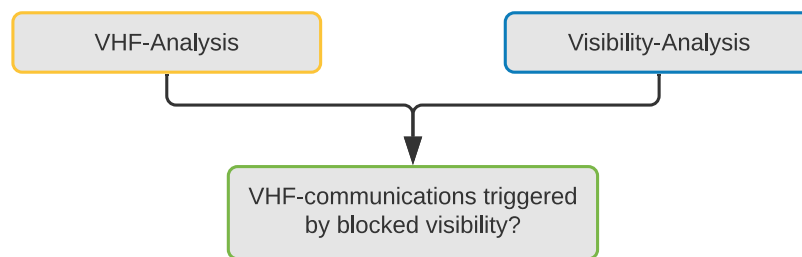 VHF-Analysis
Visibility-Analysis
VHF-communications triggered
by blocked visibility?